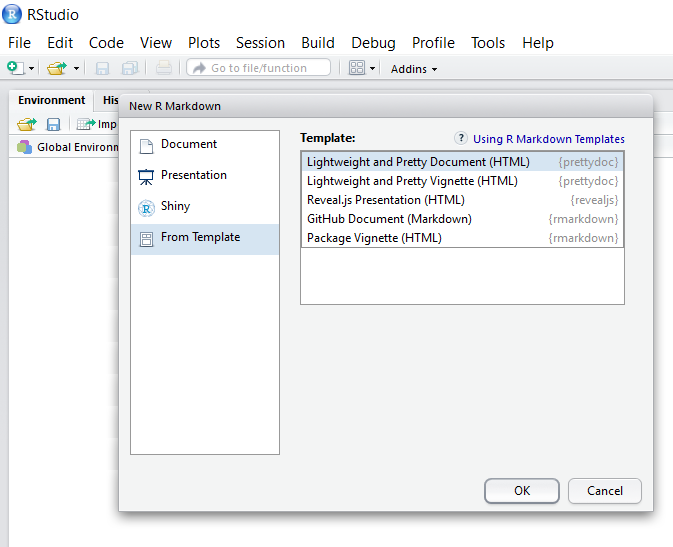 RStudio
File Edit Code View Plots Session Build Debug Profile Tools Help
Go to file/function Addins
Environment His
Imp
Global Environm
New R Markdown
Document
Presentation
Shiny
From Template
Template: ? Using R Markdown Templates
Lightweight and Pretty Document (HTML) {prettydoc}
Lightweight and Pretty Vignette (HTML) {prettydoc}
Reveal.js Presentation (HTML) {revealjs}
GitHub Document (Markdown) {rmarkdown}
Package Vignette (HTML) {rmarkdown}
OK Cancel